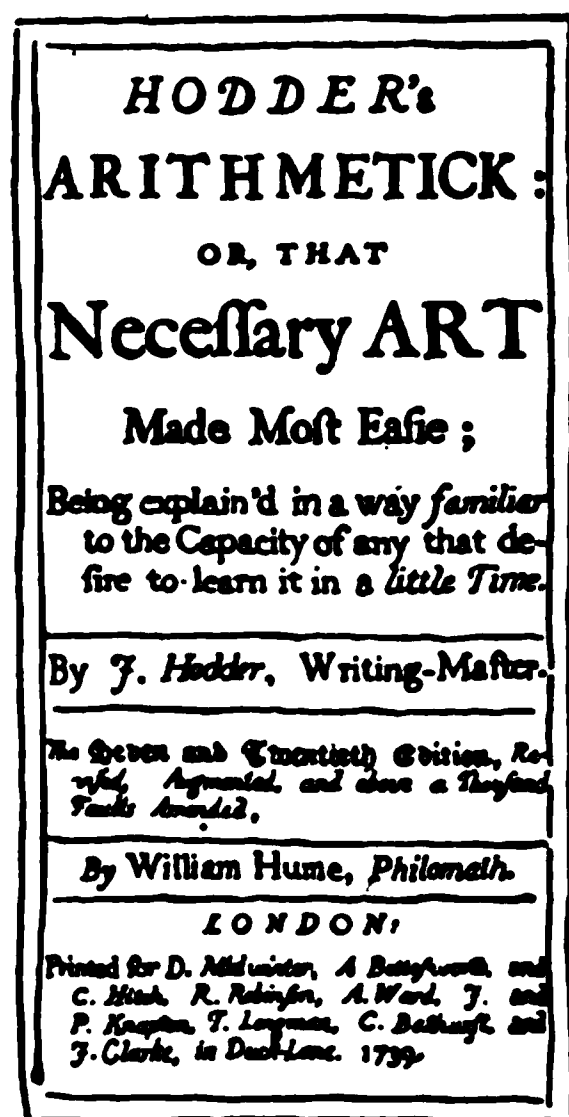 HODDER's
ARITHMETICK:
OR, THAT
Neceſſary ART
Made Moſt Eaſie;
Being explain'd in a way familiar
to the Capacity of any that de-
ſire to learn it in a little Time.
By J. Hodder, Writing-Maſter.
The Seven and Twentieth Edition, Re-
viſed, Augmented, and above a Thouſand
Faults Amended,
By William Hume, Philomath.
LONDON:
Printed for D. Midwinter, A Betteſworth, and
C. Hitch, R. Robinſon, A. Ward, J. and
P. Knapton, T. Longman, C. Bathurſt, and
J. Clarke, in Duck-Lane. 1739.